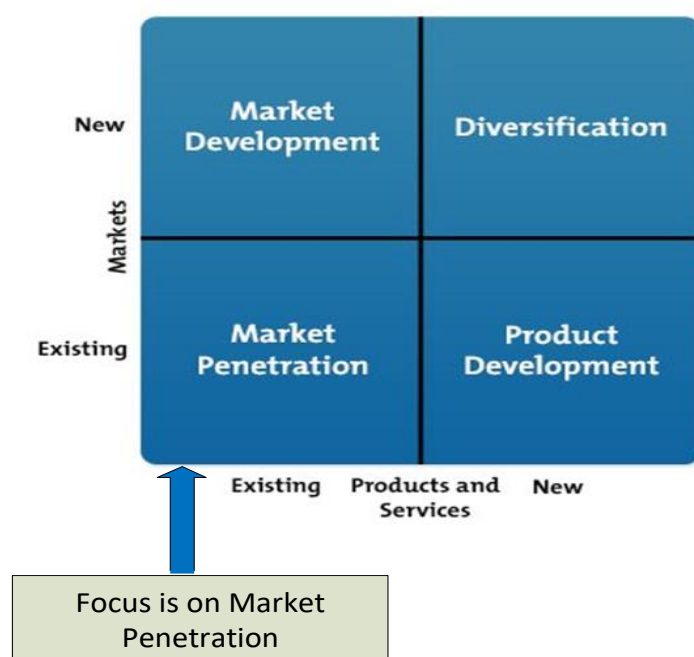 New
Market
Development
Diversification
Markets
Existing
Market
Penetration
Product
Development
Existing
Products and
Services
New
Focus is on Market
Penetration